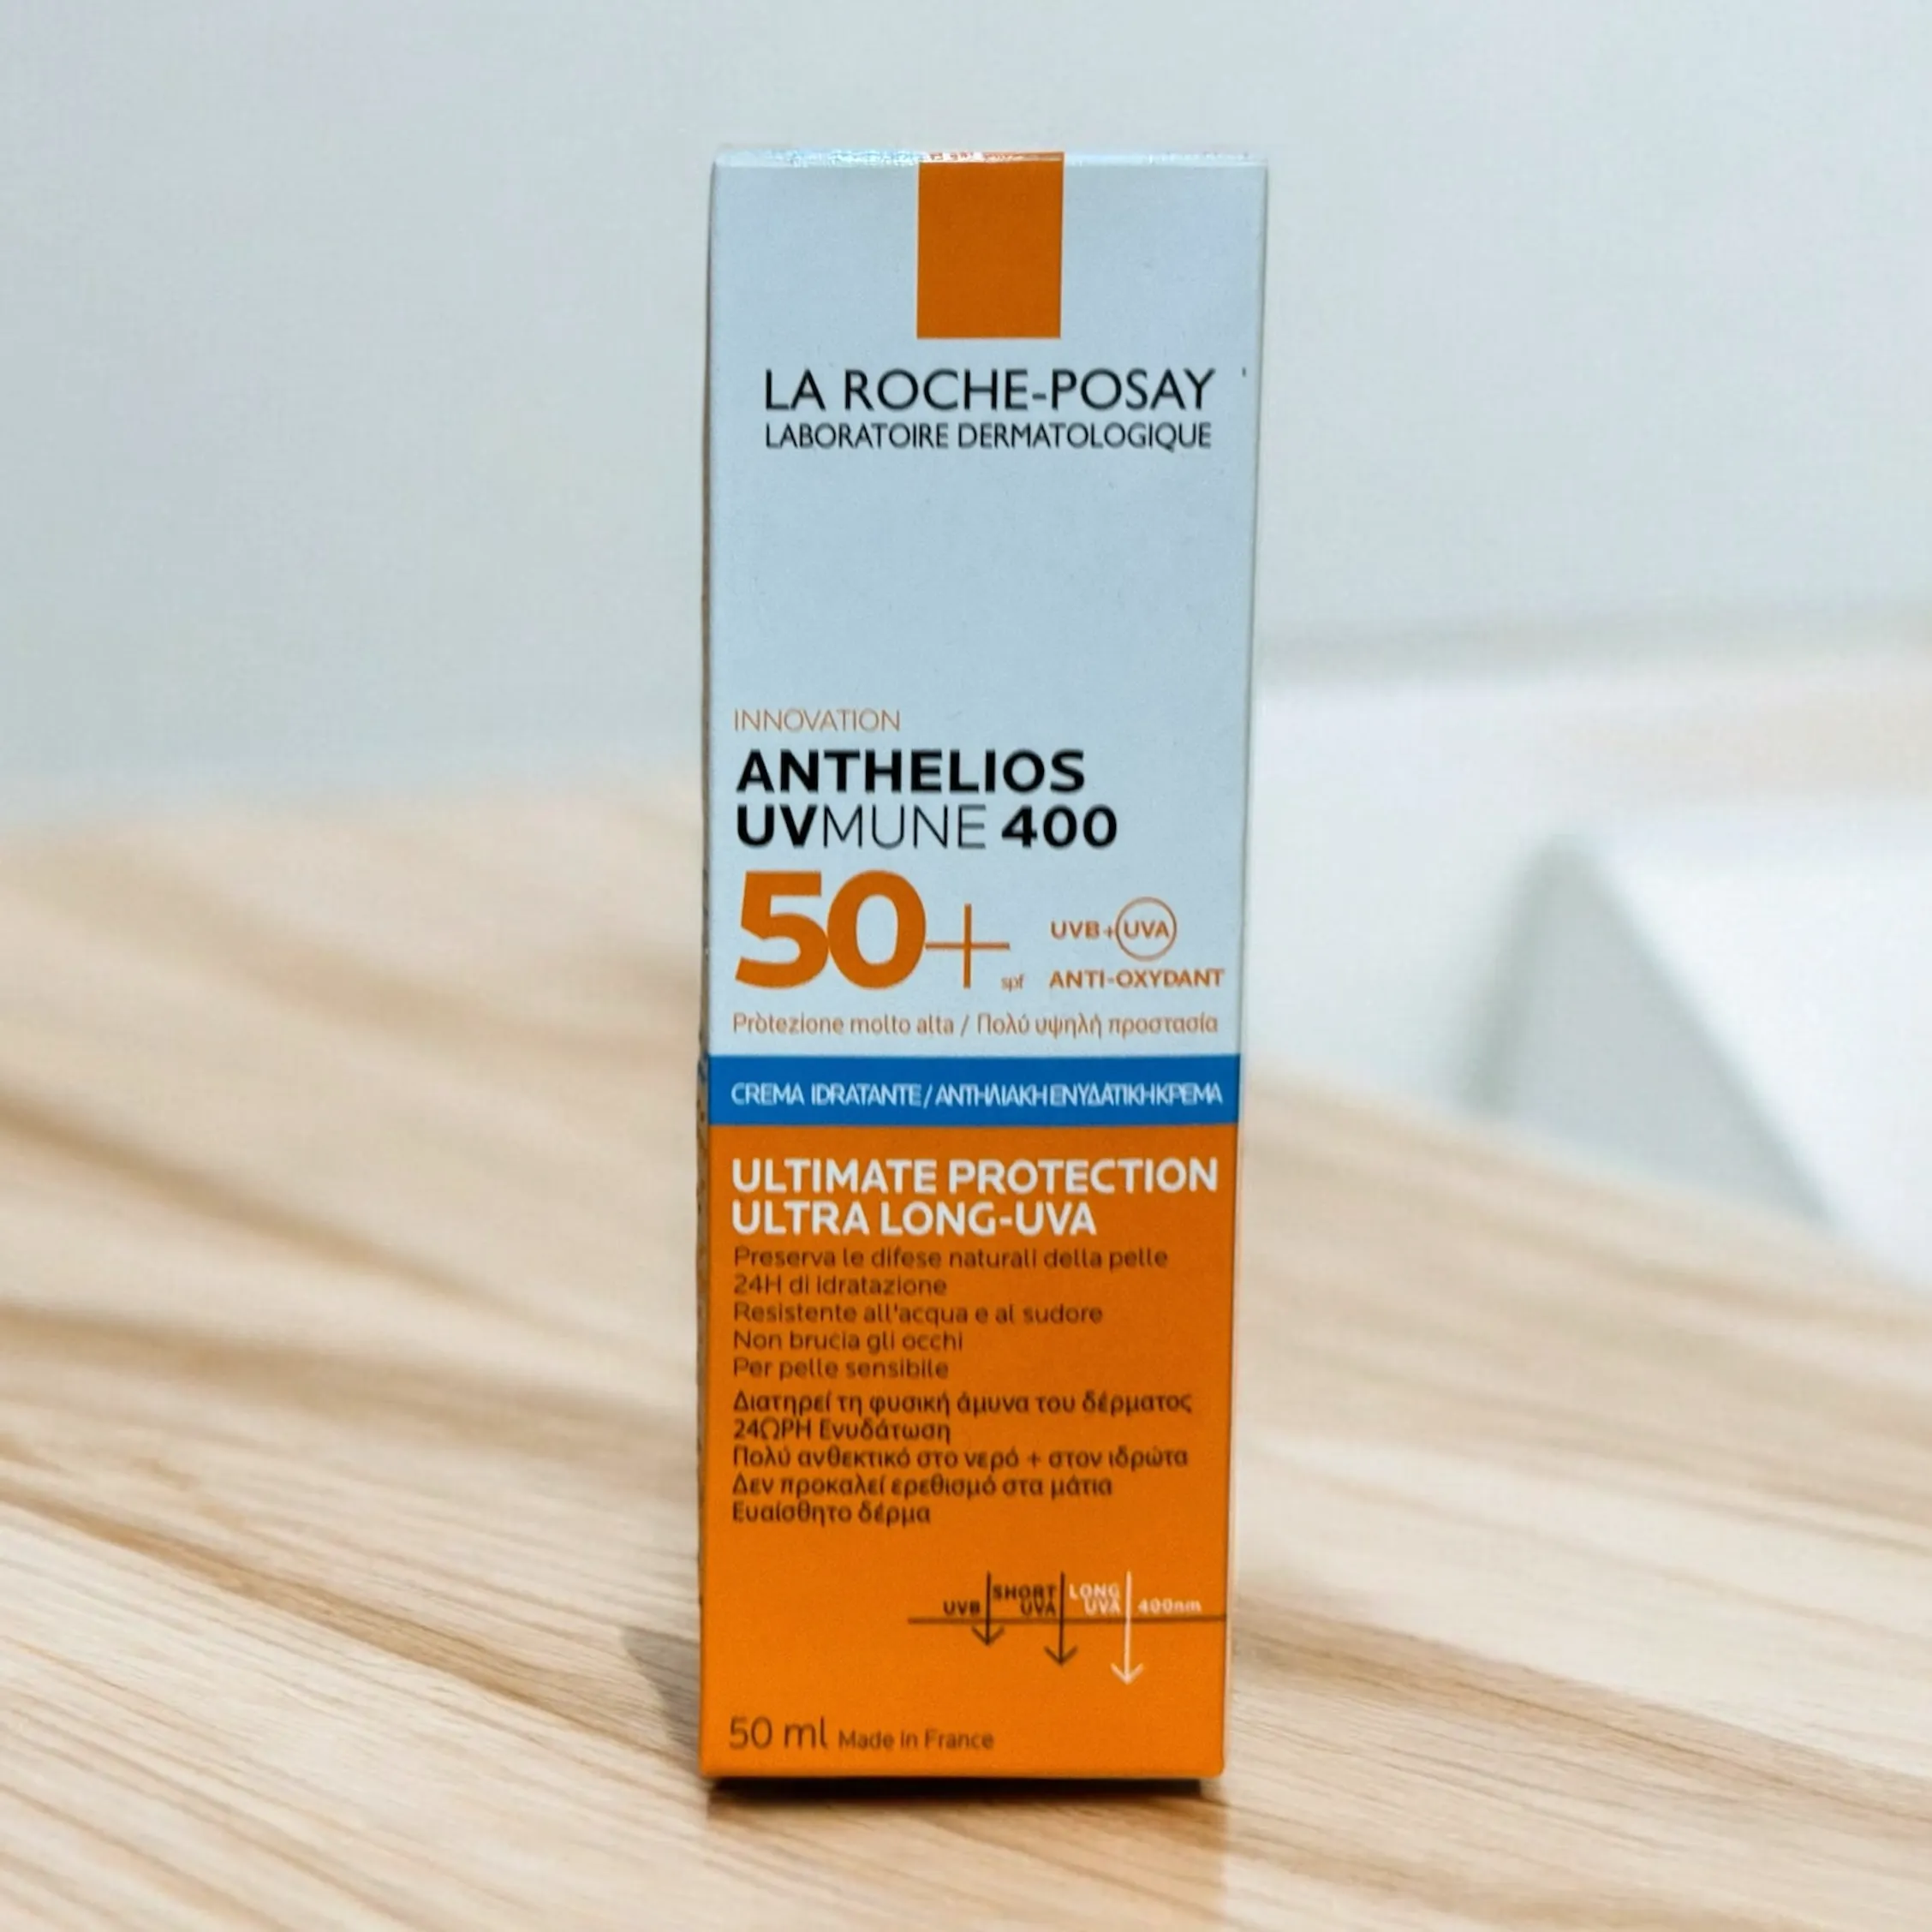 LA ROCHE-POSAY
LABORATOIRE DERMATOLOGIQUE
INNOVATION
ANTHELIOS
UVMUNE 400
50+ spf
UVB+UVA
ANTI-OXYDANT
Protezione molto alta / Πολύ υψηλή προστασία
CREMA IDRATANTE / ΑΝΤΗΛΙΑΚΗ ΕΝΥΔΑΤΙΚΗ ΚΡΕΜΑ
ULTIMATE PROTECTION
ULTRA LONG-UVA
Preserva le difese naturali della pelle
24H di idratazione
Resistente all'acqua e al sudore
Non brucia gli occhi
Per pelle sensibile
Διατηρεί τη φυσική άμυνα του δέρματος
24ΩΡΗ Ενυδάτωση
Πολύ ανθεκτικό στο νερό + στον ιδρώτα
Δεν προκαλεί ερεθισμό στα μάτια
Ευαίσθητο δέρμα
UVB
SHORT UVA
LONG UVA
400nm
50 ml Made in France